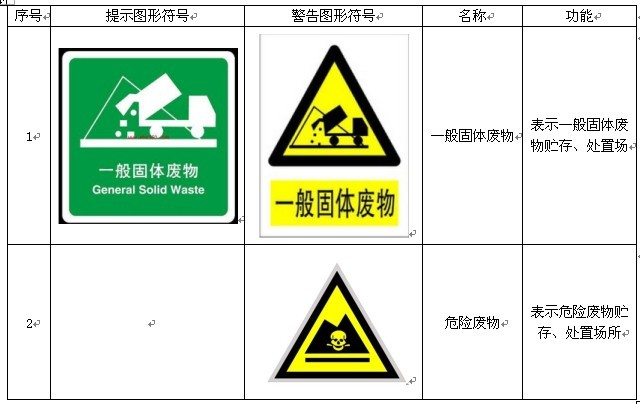 序号 提示图形符号 警告图形符号 名称 功能
1
一般固体废物
General Solid Waste
一般固体废物
一般固体废物
表示一般固体废
物贮存、处置场
2
危险废物
表示危险废物贮
存、处置场所